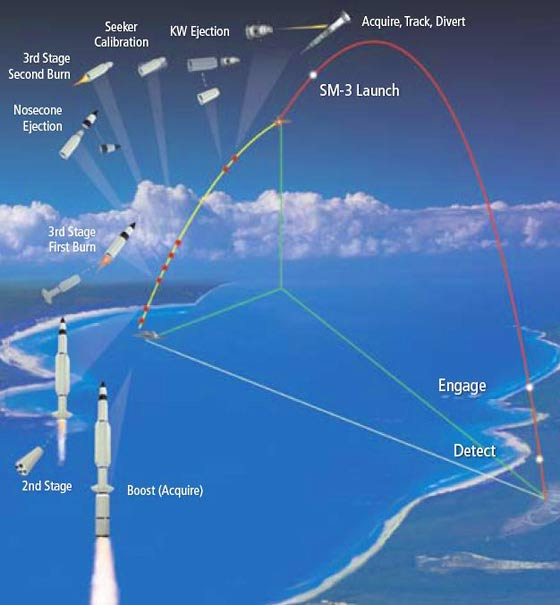 Acquire, Track, Divert
Seeker
Calibration
KW Ejection
3rd Stage
Second Burn
SM-3 Launch
Nosecone
Ejection
3rd Stage
First Burn
Engage
Detect
2nd Stage
Boost (Acquire)